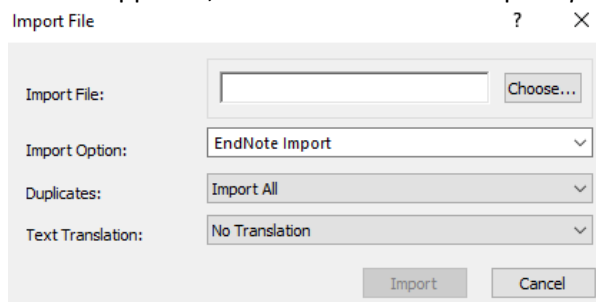 Import File ? ×
Import File: Choose...
Import Option: EndNote Import
Duplicates: Import All
Text Translation: No Translation
Import Cancel